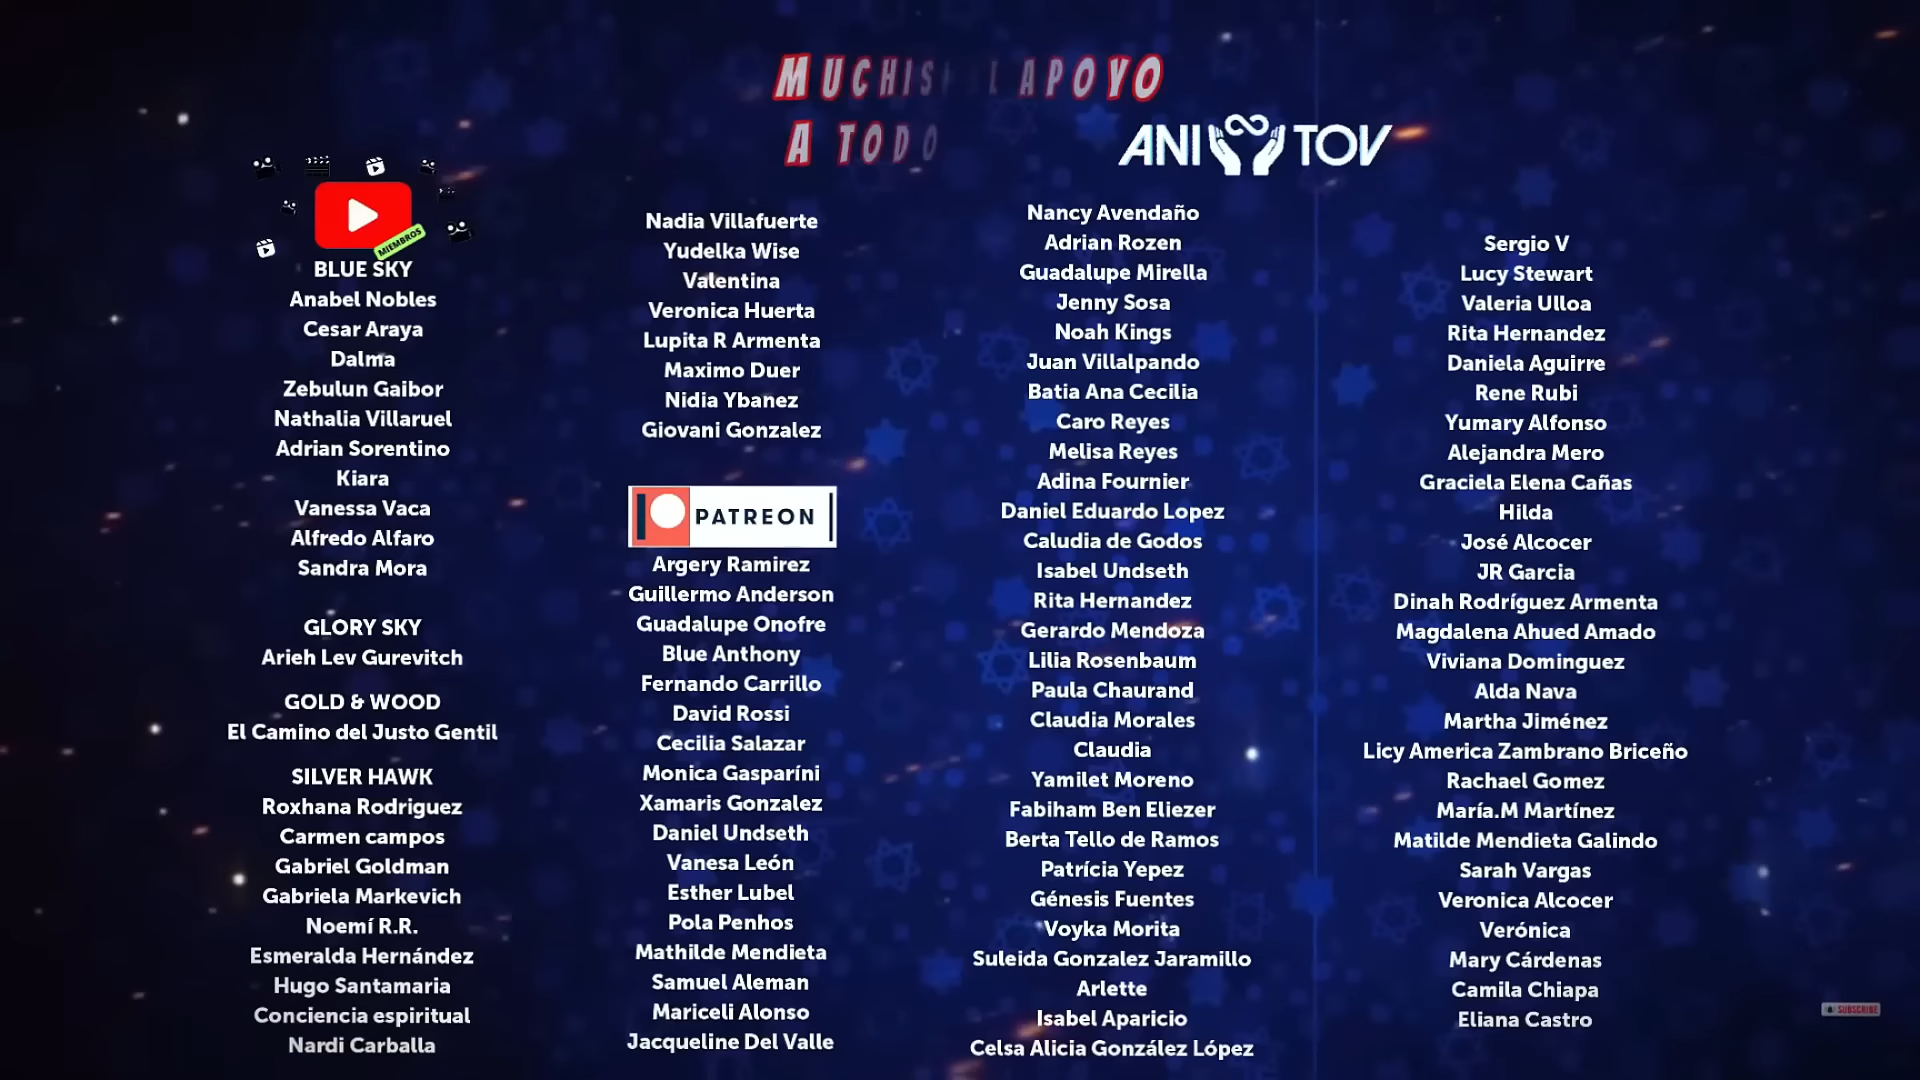 MUCHIS APOYO
A TODO
ANI TOV
MIEMBROS
BLUE SKY
Anabel Nobles
Cesar Araya
Dalma
Zebulun Gaibor
Nathalia Villaruel
Adrian Sorentino
Kiara
Vanessa Vaca
Alfredo Alfaro
Sandra Mora
GLORY SKY
Arieh Lev Gurevitch
GOLD & WOOD
El Camino del Justo Gentil
SILVER HAWK
Roxhana Rodriguez
Carmen campos
Gabriel Goldman
Gabriela Markevich
Noemí R.R.
Esmeralda Hernández
Hugo Santamaria
Conciencia espiritual
Nardi Carballa
Nadia Villafuerte
Yudelka Wise
Valentina
Veronica Huerta
Lupita R Armenta
Maximo Duer
Nidia Ybanez
Giovani Gonzalez
PATREON
Argery Ramirez
Guillermo Anderson
Guadalupe Onofre
Blue Anthony
Fernando Carrillo
David Rossi
Cecilia Salazar
Monica Gasparíni
Xamaris Gonzalez
Daniel Undseth
Vanesa León
Esther Lubel
Pola Penhos
Mathilde Mendieta
Samuel Aleman
Mariceli Alonso
Jacqueline Del Valle
Nancy Avendaño
Adrian Rozen
Guadalupe Mirella
Jenny Sosa
Noah Kings
Juan Villalpando
Batia Ana Cecilia
Caro Reyes
Melisa Reyes
Adina Fournier
Daniel Eduardo Lopez
Caludia de Godos
Isabel Undseth
Rita Hernandez
Gerardo Mendoza
Lilia Rosenbaum
Paula Chaurand
Claudia Morales
Claudia
Yamilet Moreno
Fabiham Ben Eliezer
Berta Tello de Ramos
Patrícia Yepez
Génesis Fuentes
Voyka Morita
Suleida Gonzalez Jaramillo
Arlette
Isabel Aparicio
Celsa Alicia González López
Sergio V
Lucy Stewart
Valeria Ulloa
Rita Hernandez
Daniela Aguirre
Rene Rubi
Yumary Alfonso
Alejandra Mero
Graciela Elena Cañas
Hilda
José Alcocer
JR Garcia
Dinah Rodríguez Armenta
Magdalena Ahued Amado
Viviana Dominguez
Alda Nava
Martha Jiménez
Licy America Zambrano Briceño
Rachael Gomez
María.M Martínez
Matilde Mendieta Galindo
Sarah Vargas
Veronica Alcocer
Verónica
Mary Cárdenas
Camila Chiapa
Eliana Castro
SUBSCRIBE